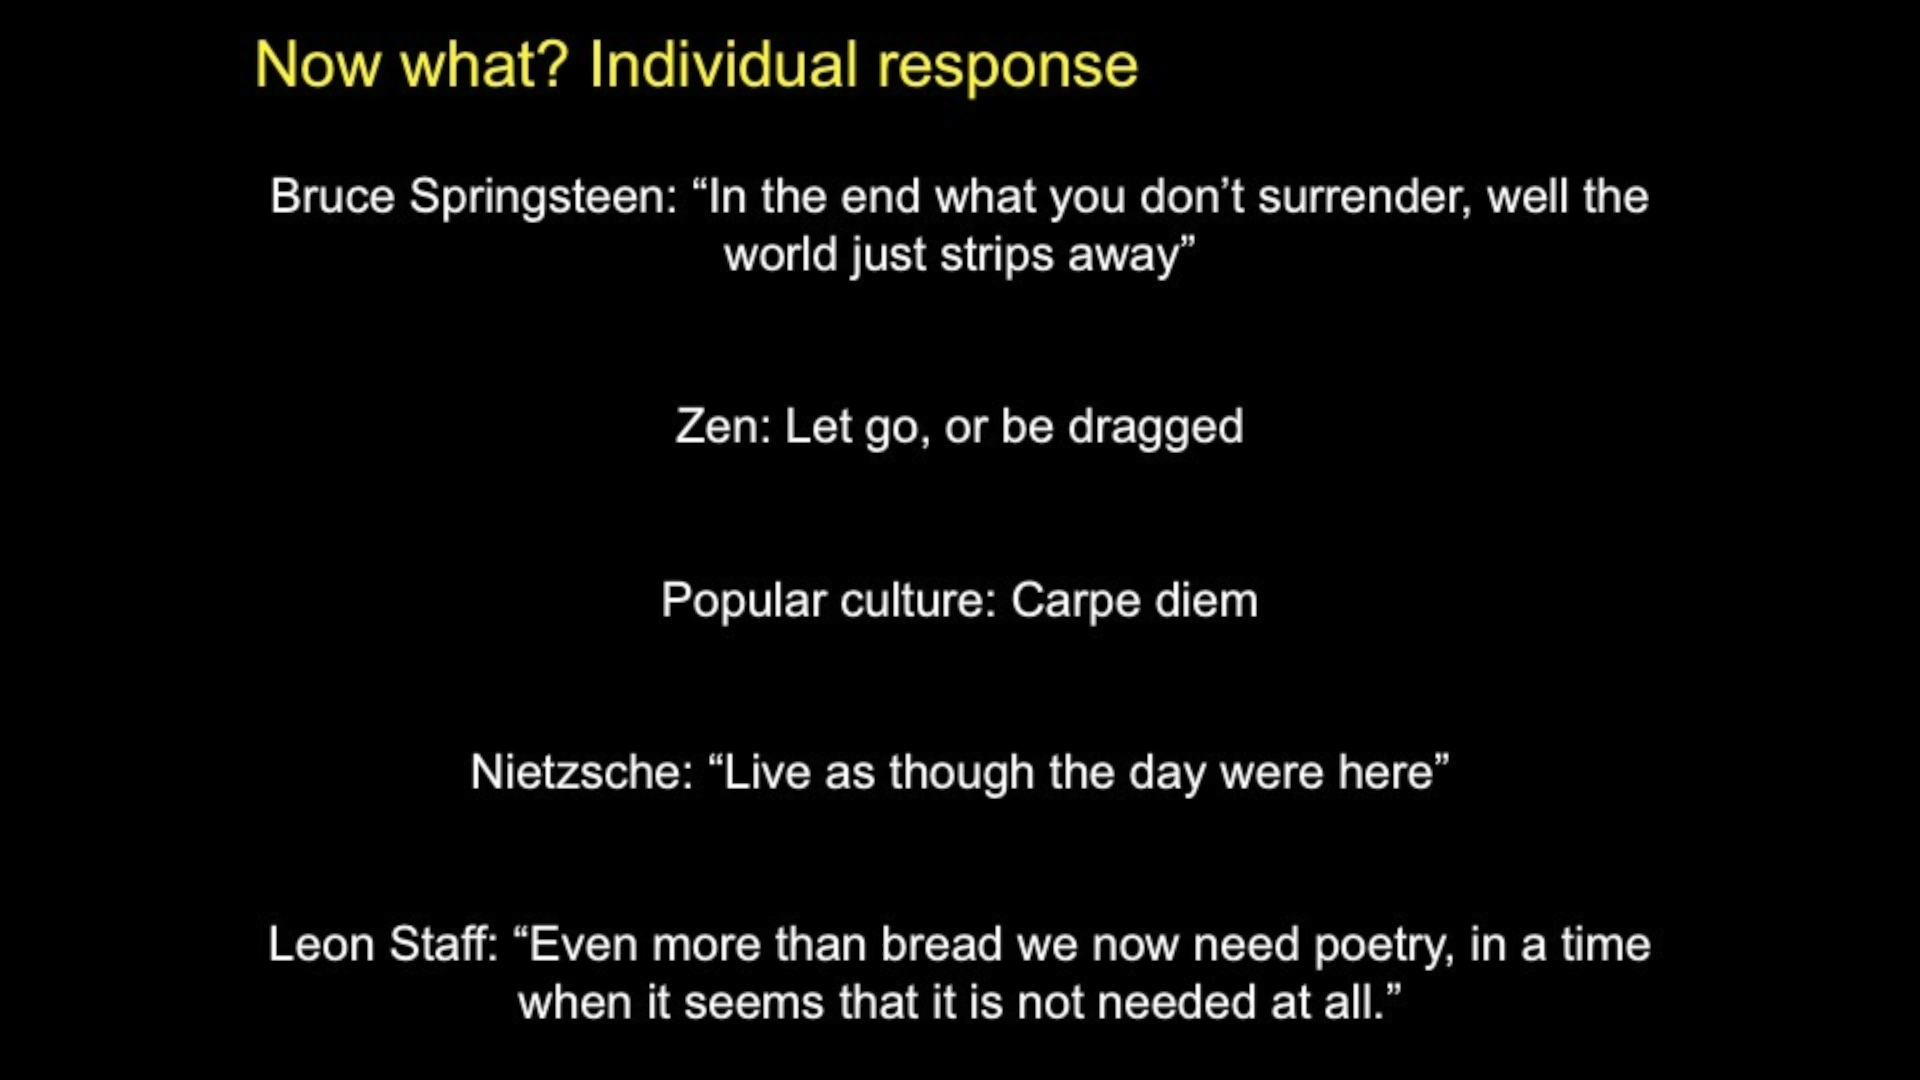 Now what? Individual response
Bruce Springsteen: “In the end what you don’t surrender, well the
world just strips away”
Zen: Let go, or be dragged
Popular culture: Carpe diem
Nietzsche: “Live as though the day were here”
Leon Staff: “Even more than bread we now need poetry, in a time
when it seems that it is not needed at all.”